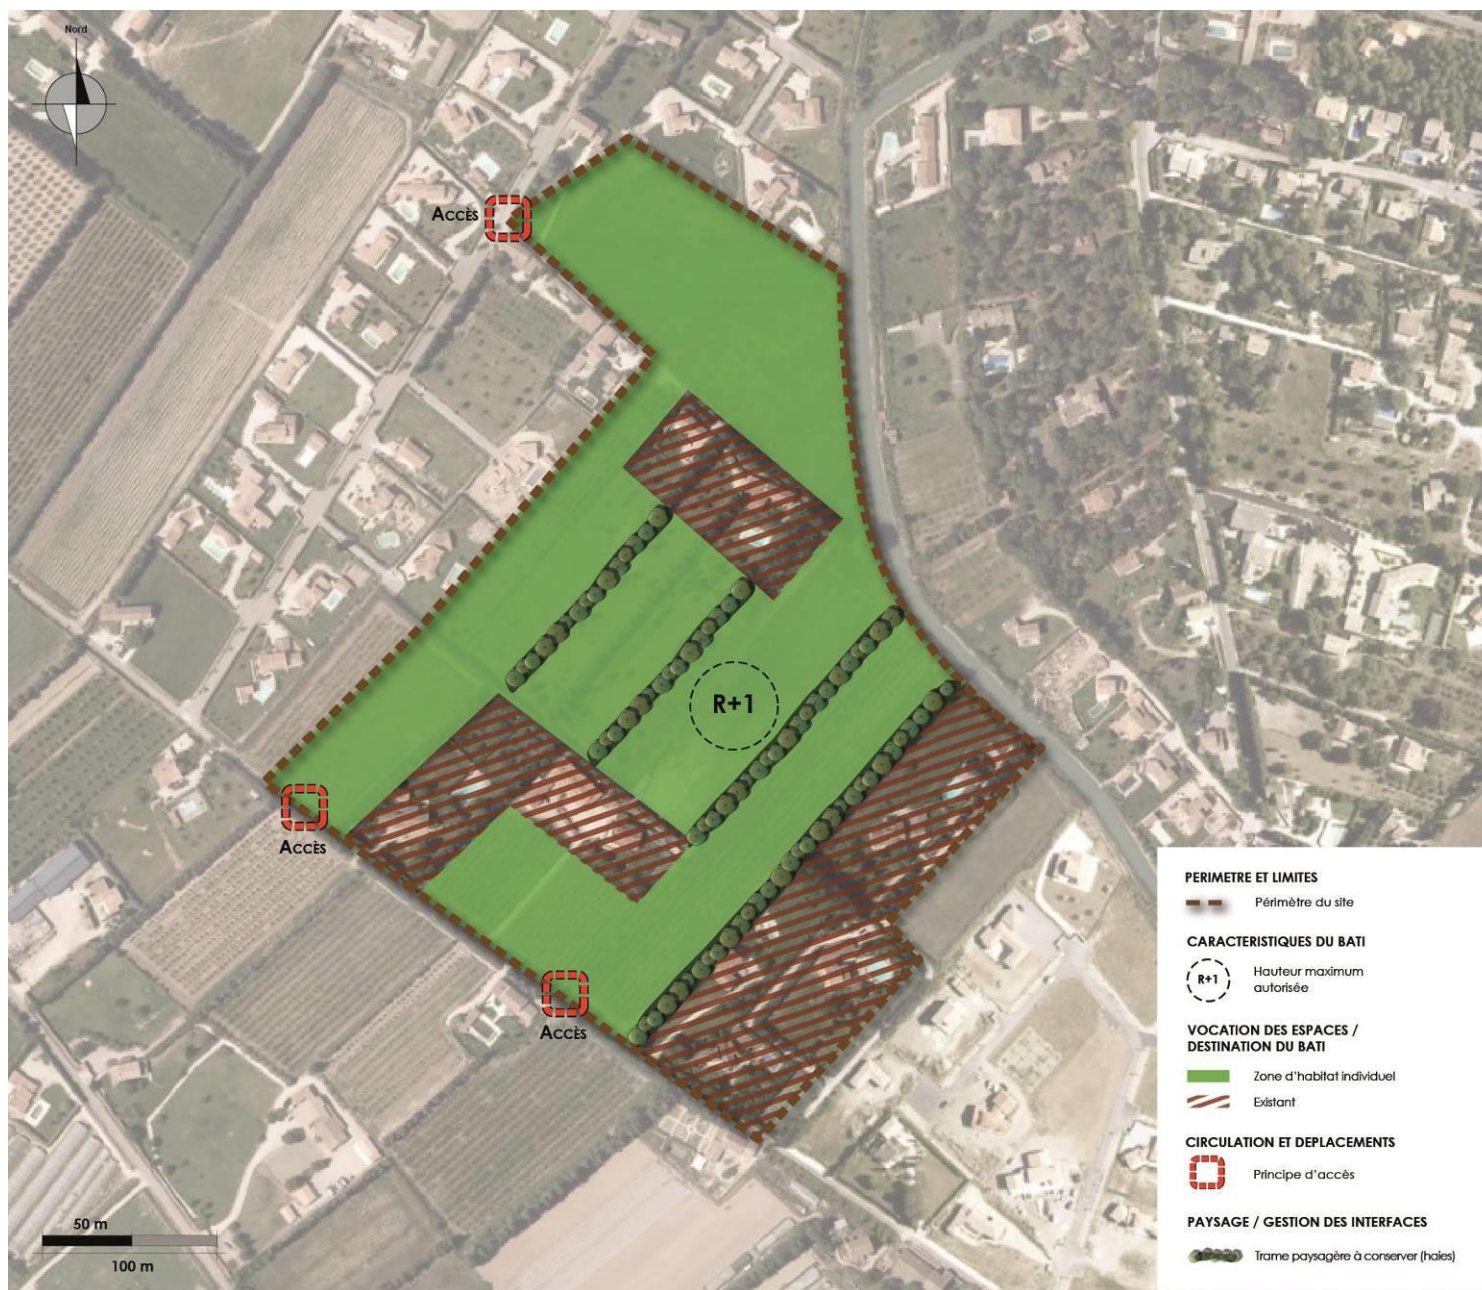 Nord
ACCÈS
R+1
ACCÈS
ACCÈS
50 m
100 m
PERIMETRE ET LIMITES
Périmètre du site
CARACTERISTIQUES DU BATI
R+1
Hauteur maximum
autorisée
VOCATION DES ESPACES /
DESTINATION DU BATI
Zone d'habitat individuel
Existant
CIRCULATION ET DEPLACEMENTS
Principe d'accès
PAYSAGE / GESTION DES INTERFACES
Trame paysagère à conserver (haies)